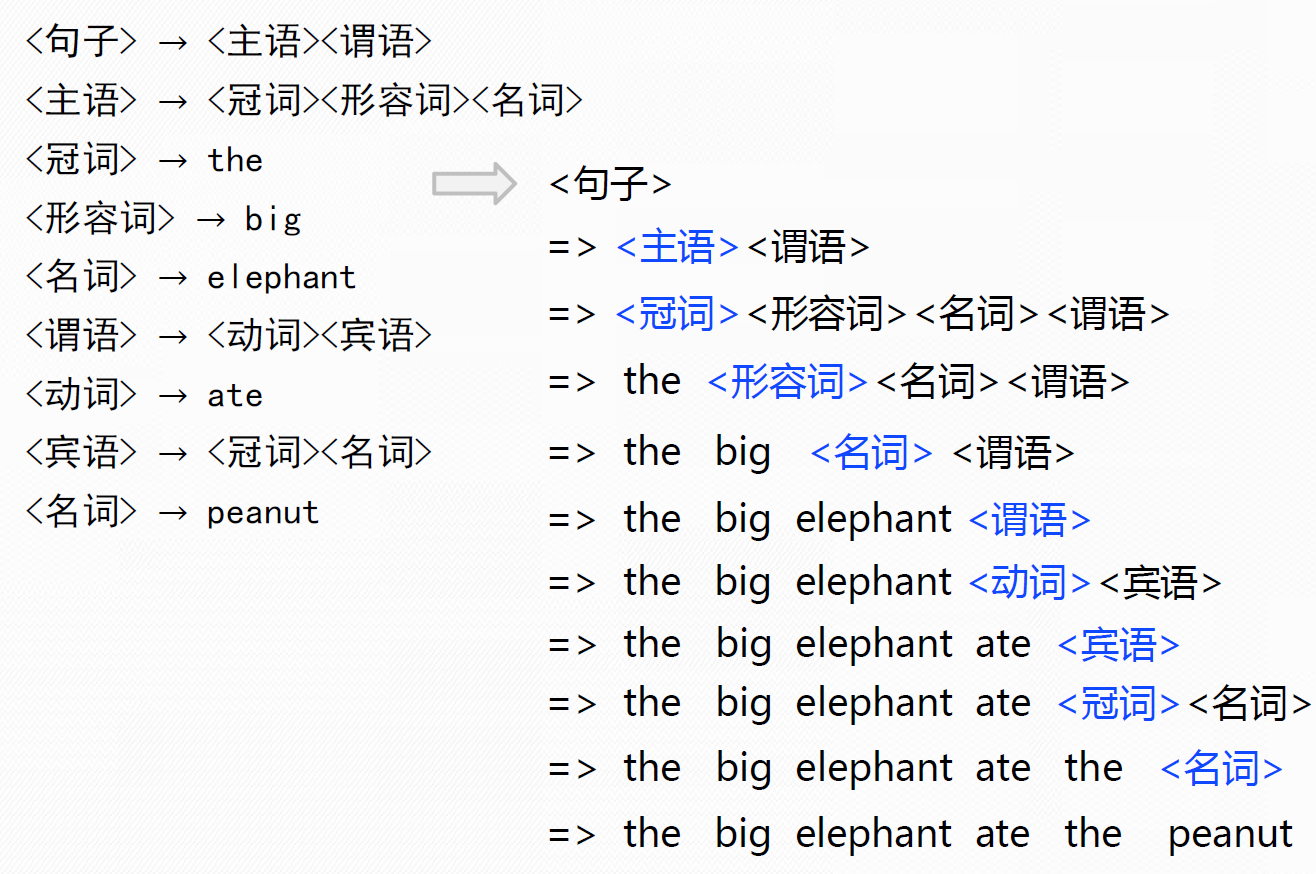 <句子> → <主语><谓语>
<主语> → <冠词><形容词><名词>
<冠词> → the
<形容词> → big
<名词> → elephant
<谓语> → <动词><宾语>
<动词> → ate
<宾语> → <冠词><名词>
<名词> → peanut
<句子>
=> <主语><谓语>
=> <冠词><形容词><名词><谓语>
=> the <形容词><名词><谓语>
=> the big <名词> <谓语>
=> the big elephant <谓语>
=> the big elephant <动词><宾语>
=> the big elephant ate <宾语>
=> the big elephant ate <冠词><名词>
=> the big elephant ate the <名词>
=> the big elephant ate the peanut